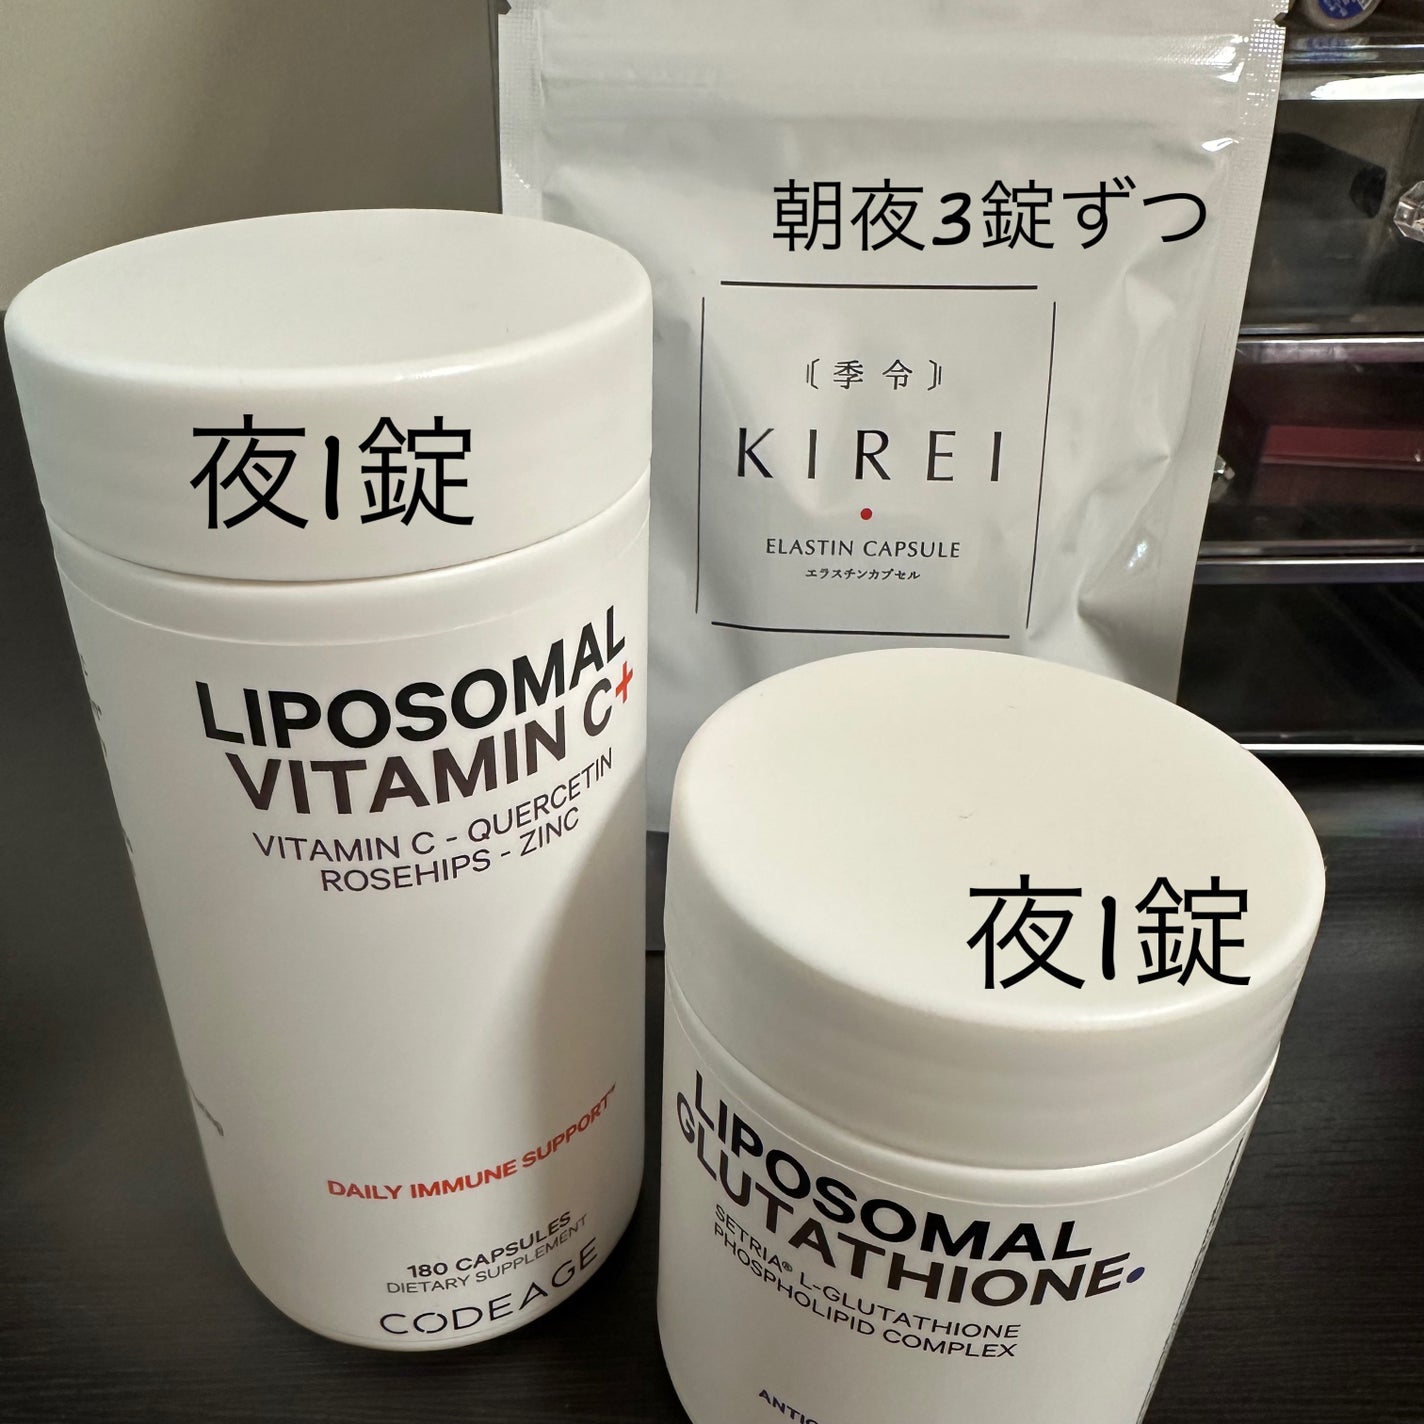 朝夜3錠ずつ
季令
KIREI
ELASTIN CAPSULE
エラスチンカプセル
夜1錠
LIPOSOMAL
VITAMIN C+
VITAMIN C - QUERCETIN
ROSEHIPS - ZINC
DAILY IMMUNE SUPPORT
180 CAPSULES
DIETARY SUPPLEMENT
CODEAGE
夜1錠
LIPOSOMAL
GLUTATHIONE
SETRIA® L-GLUTATHIONE
PHOSPHOLIPID COMPLEX